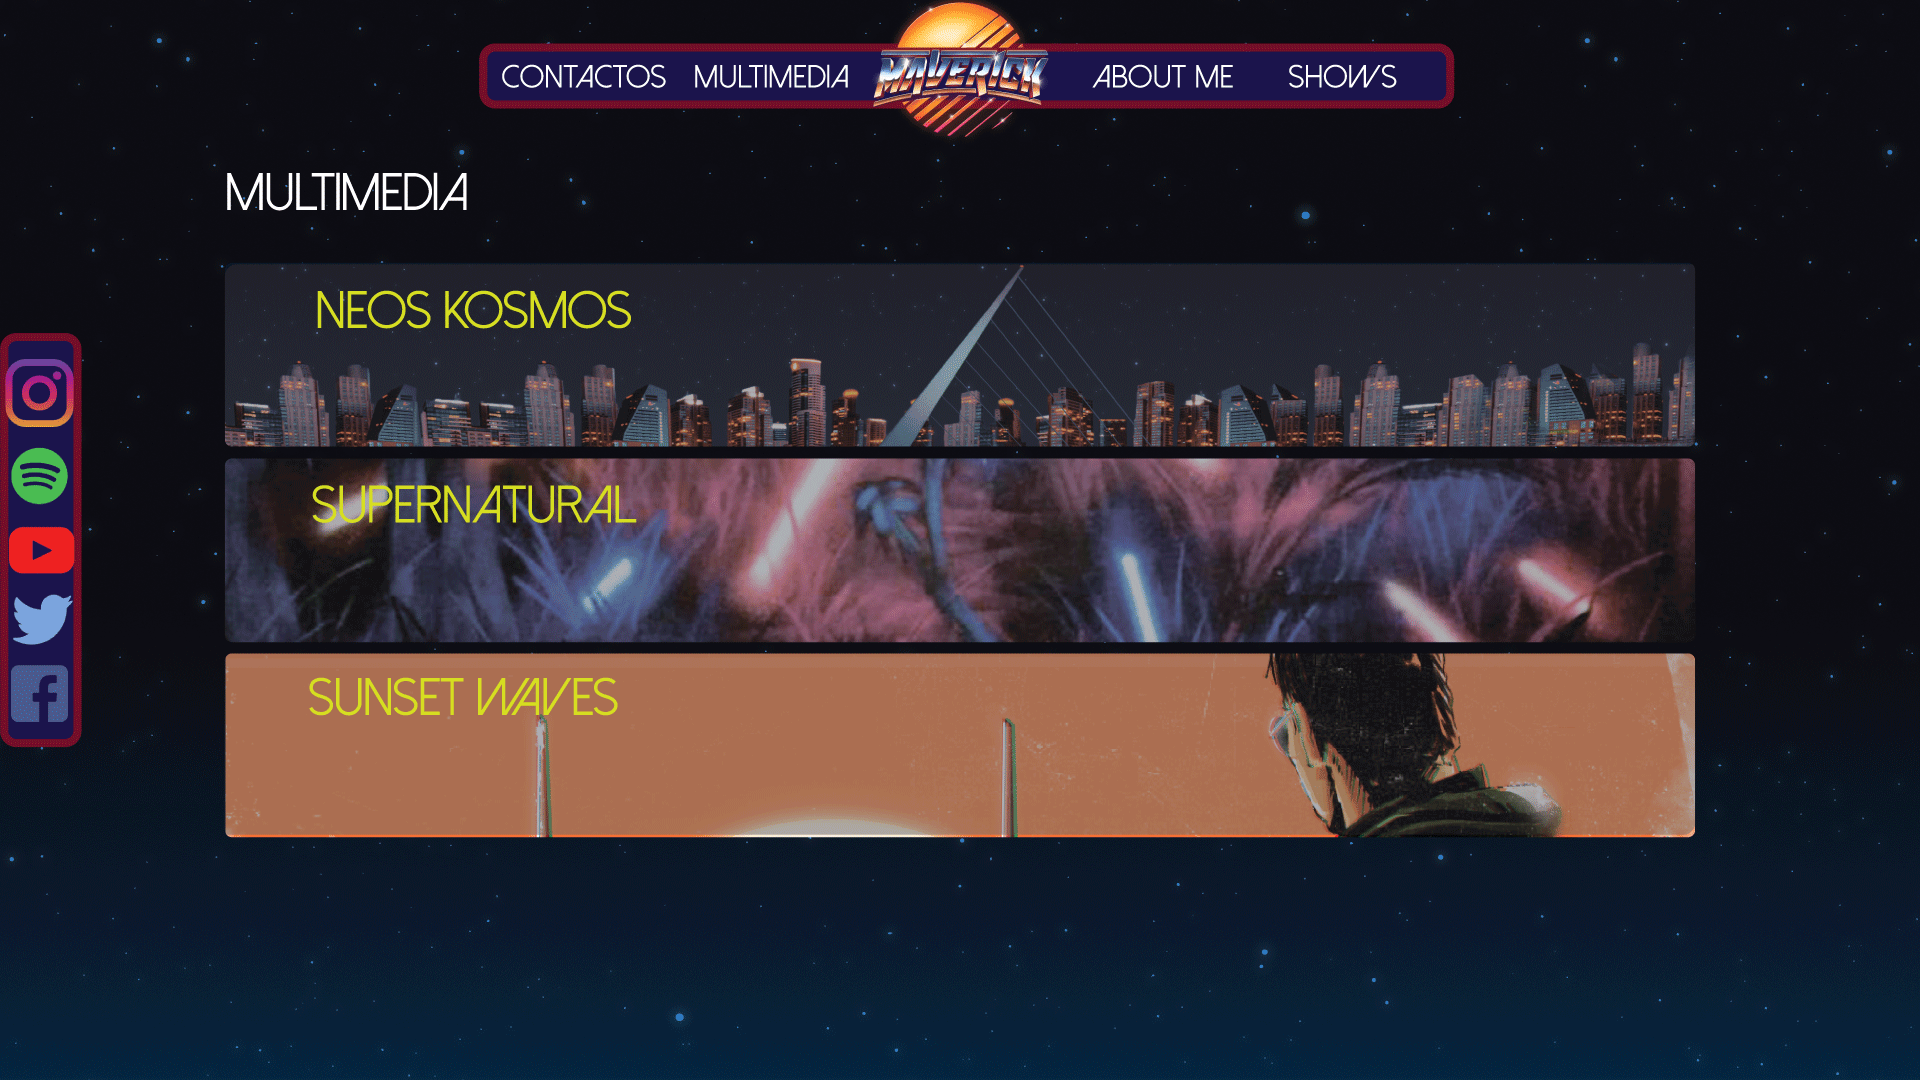 CONTACTOS MULTIMEDIA MAVERICK ABOUT ME SHOWS
MULTIMEDIA
NEOS KOSMOS
SUPERNATURAL
SUNSET WAVES